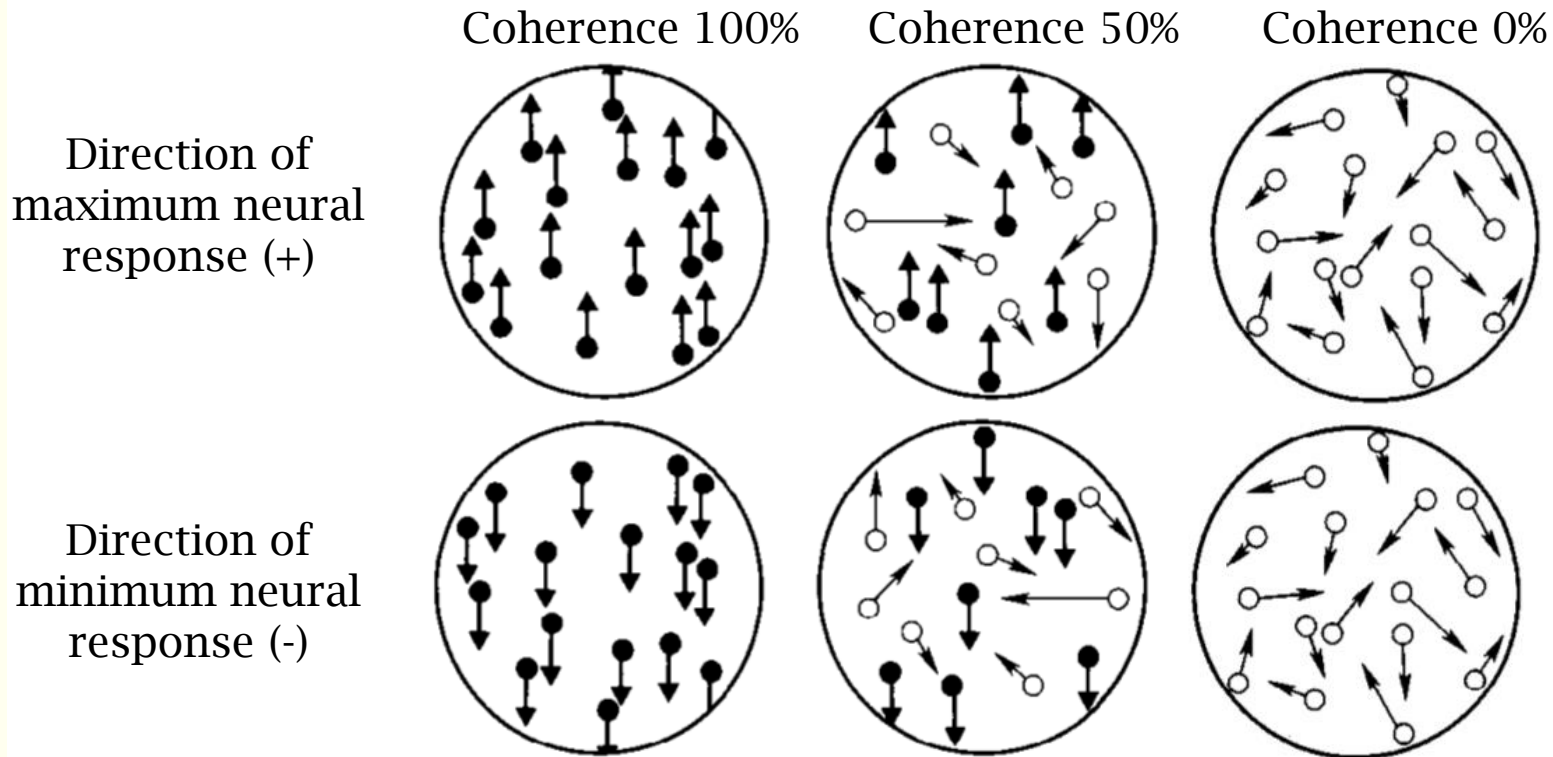 Coherence 100%
Coherence 50%
Coherence 0%
Direction of
maximum neural
response (+)
Direction of
minimum neural
response (-)